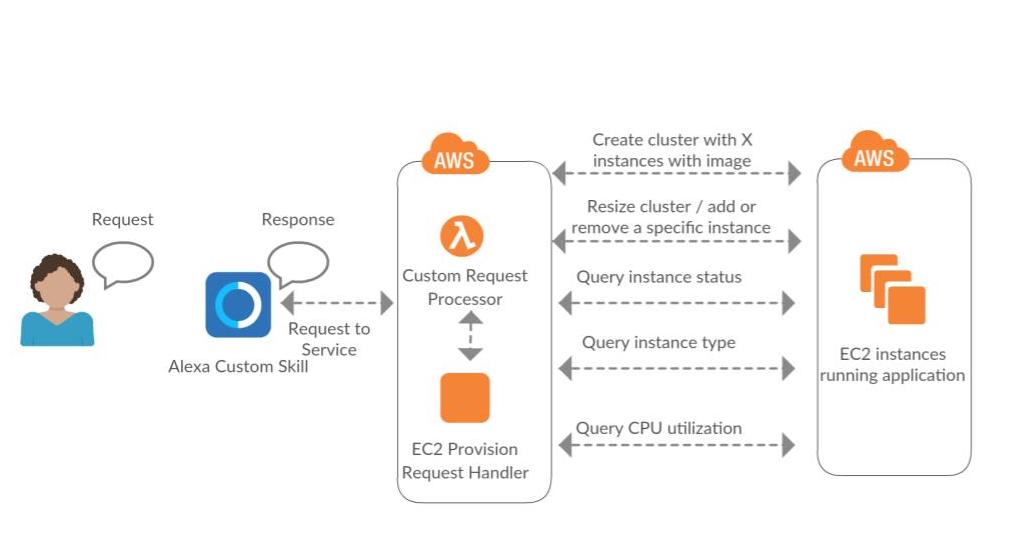 Request
Response
Alexa Custom Skill
Request to
Service
AWS
λ
Custom Request
Processor
EC2 Provision
Request Handler
Create cluster with X
instances with image
Resize cluster / add or
remove a specific instance
Query instance status
Query instance type
Query CPU utilization
AWS
EC2 instances
running application